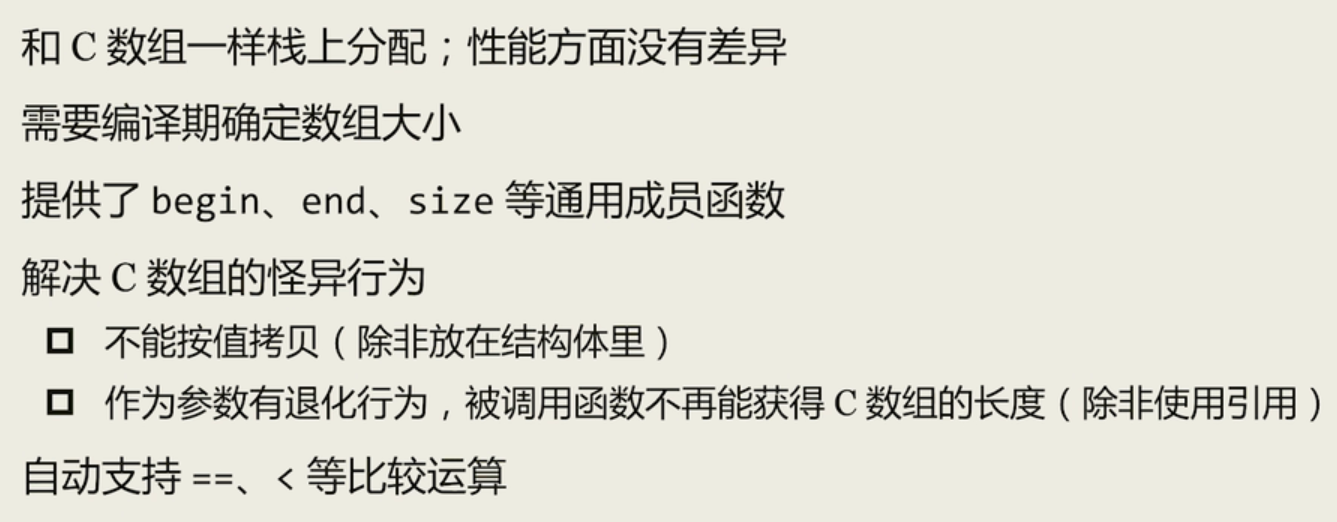 和 C 数组一样栈上分配；性能方面没有差异
需要编译期确定数组大小
提供了 begin、end、size 等通用成员函数
解决 C 数组的怪异行为
不能按值拷贝（除非放在结构体里）
作为参数有退化行为，被调用函数不再能获得 C 数组的长度（除非使用引用）
自动支持 ==、< 等比较运算